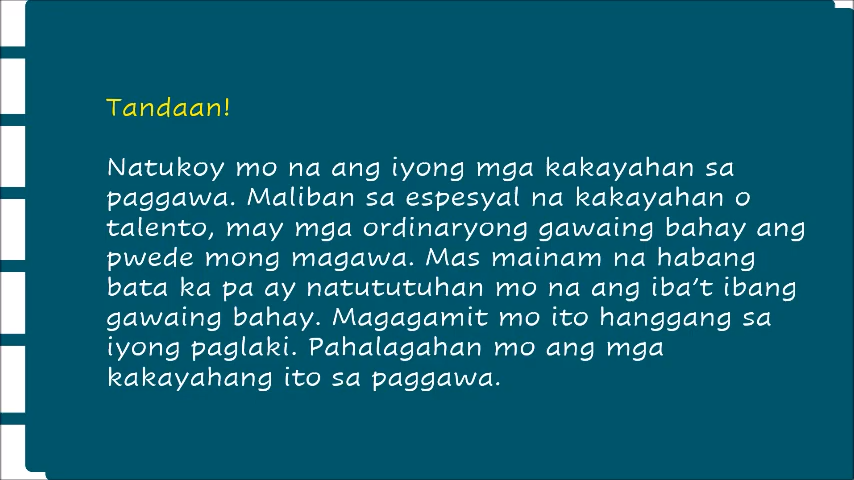 Tandaan!
Natukoy mo na ang iyong mga kakayahan sa
paggawa. Maliban sa espesyal na kakayahan o
talento, may mga ordinaryong gawaing bahay ang
pwede mong magawa. Mas mainam na habang
bata ka pa ay natututuhan mo na ang iba't ibang
gawaing bahay. Magagamit mo ito hanggang sa
iyong paglaki. Pahalagahan mo ang mga
kakayahang ito sa paggawa.